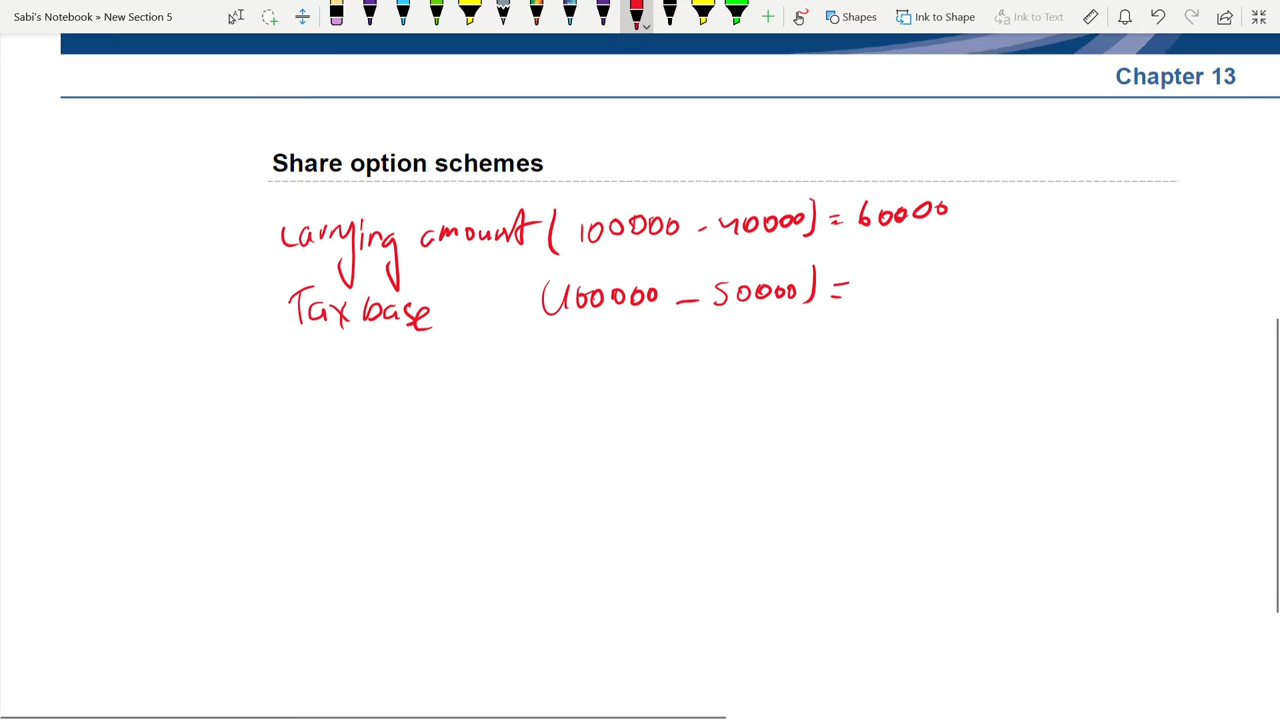 Sabi's Notebook » New Section 5
Shapes
Ink to Shape
Ink to Text
Chapter 13
Share option schemes
Carrying amount (100000 - 40000) = 60000
Tax base (100000 - 50000) =